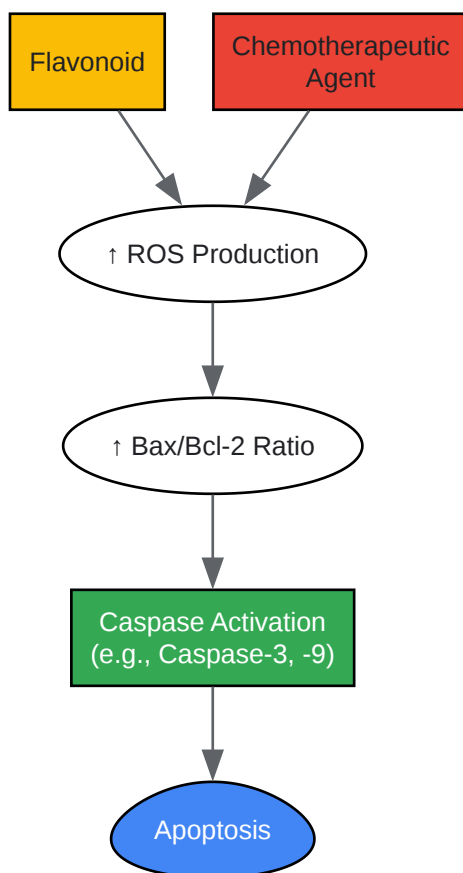 Flavonoid
Chemotherapeutic
Agent
↑ ROS Production
↑ Bax/Bcl-2 Ratio
Caspase Activation
(e.g., Caspase-3, -9)
Apoptosis